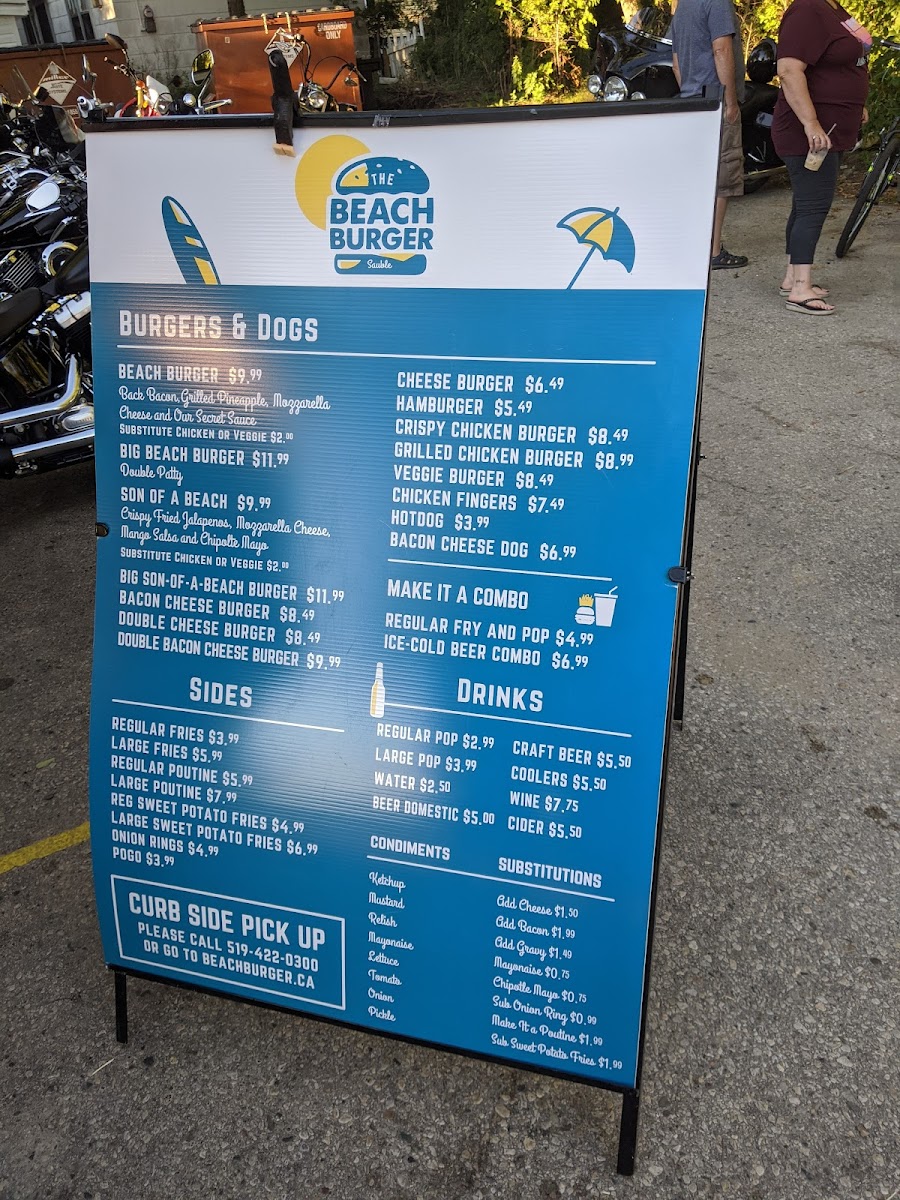 CARDBOARD
ONLY
THE
BEACH
BURGER
Sauble
BURGERS & DOGS
BEACH BURGER $9.99
Back Bacon, Grilled Pineapple, Mozzarella
Cheese and Our Secret Sauce
SUBSTITUTE CHICKEN OR VEGGIE $2.00
BIG BEACH BURGER $11.99
Double Patty
SON OF A BEACH $9.99
Crispy Fried Jalapenos, Mozzarella Cheese,
Mango Salsa and Chipolte Mayo
SUBSTITUTE CHICKEN OR VEGGIE $2.00
BIG SON-OF-A-BEACH BURGER $11.99
BACON CHEESE BURGER $8.49
DOUBLE CHEESE BURGER $8.49
DOUBLE BACON CHEESE BURGER $9.99
CHEESE BURGER $6.49
HAMBURGER $5.49
CRISPY CHICKEN BURGER $8.49
GRILLED CHICKEN BURGER $8.99
VEGGIE BURGER $8.49
CHICKEN FINGERS $7.49
HOTDOG $3.99
BACON CHEESE DOG $6.99
MAKE IT A COMBO
REGULAR FRY AND POP $4.99
ICE-COLD BEER COMBO $6.99
SIDES
REGULAR FRIES $3.99
LARGE FRIES $5.99
REGULAR POUTINE $5.99
LARGE POUTINE $7.99
REG SWEET POTATO FRIES $4.99
LARGE SWEET POTATO FRIES $6.99
ONION RINGS $4.99
POGO $3.99
DRINKS
REGULAR POP $2.99
LARGE POP $3.99
WATER $2.50
BEER DOMESTIC $5.00
CRAFT BEER $5.50
COOLERS $5.50
WINE $7.75
CIDER $5.50
CONDIMENTS
Ketchup
Mustard
Relish
Mayonaise
Lettuce
Tomato
Onion
Pickle
SUBSTITUTIONS
Add Cheese $1.50
Add Bacon $1.99
Add Gravy $1.49
Mayonaise $0.75
Chipotle Mayo $0.75
Sub Onion Ring $0.99
Make It a Poutine $1.99
Sub Sweet Potato Fries $1.99
CURB SIDE PICK UP
PLEASE CALL 519-422-0300
OR GO TO BEACHBURGER.CA